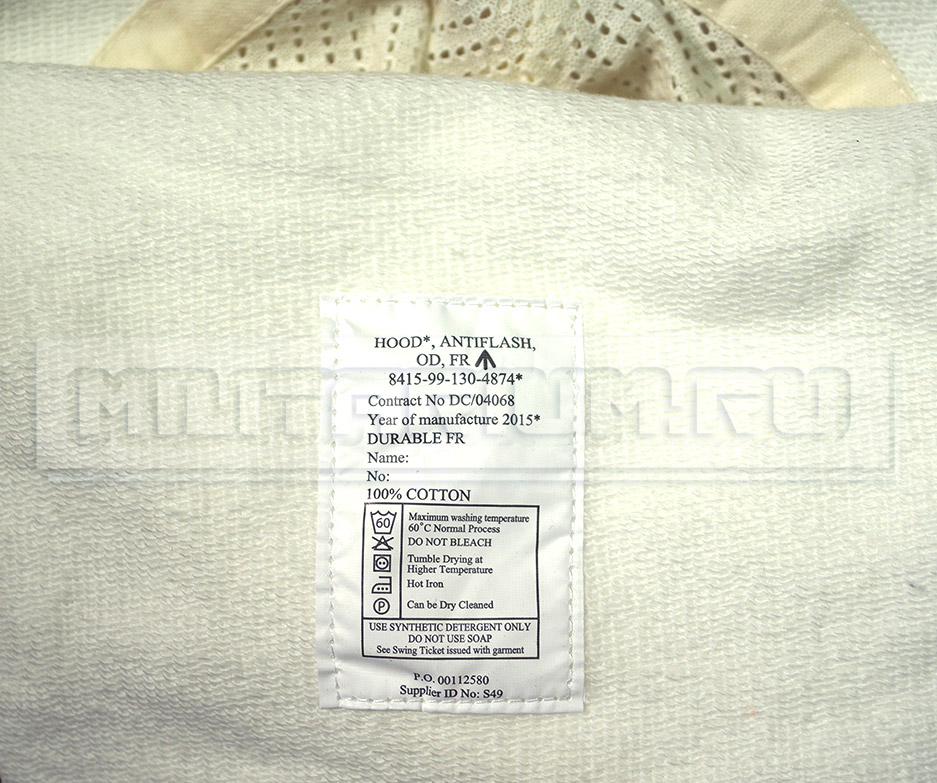 HOOD*, ANTIFLASH,
OD, FR
8415-99-130-4874*
Contract No DC/04068
Year of manufacture 2015*
DURABLE FR
Name:
No:
100% COTTON
60
Maximum washing temperature
60°C Normal Process
DO NOT BLEACH
Tumble Drying at
Higher Temperature
Hot Iron
P
Can be Dry Cleaned
USE SYNTHETIC DETERGENT ONLY
DO NOT USE SOAP
See Swing Ticket issued with garment
P.O. 00112580
Supplier ID No: S49